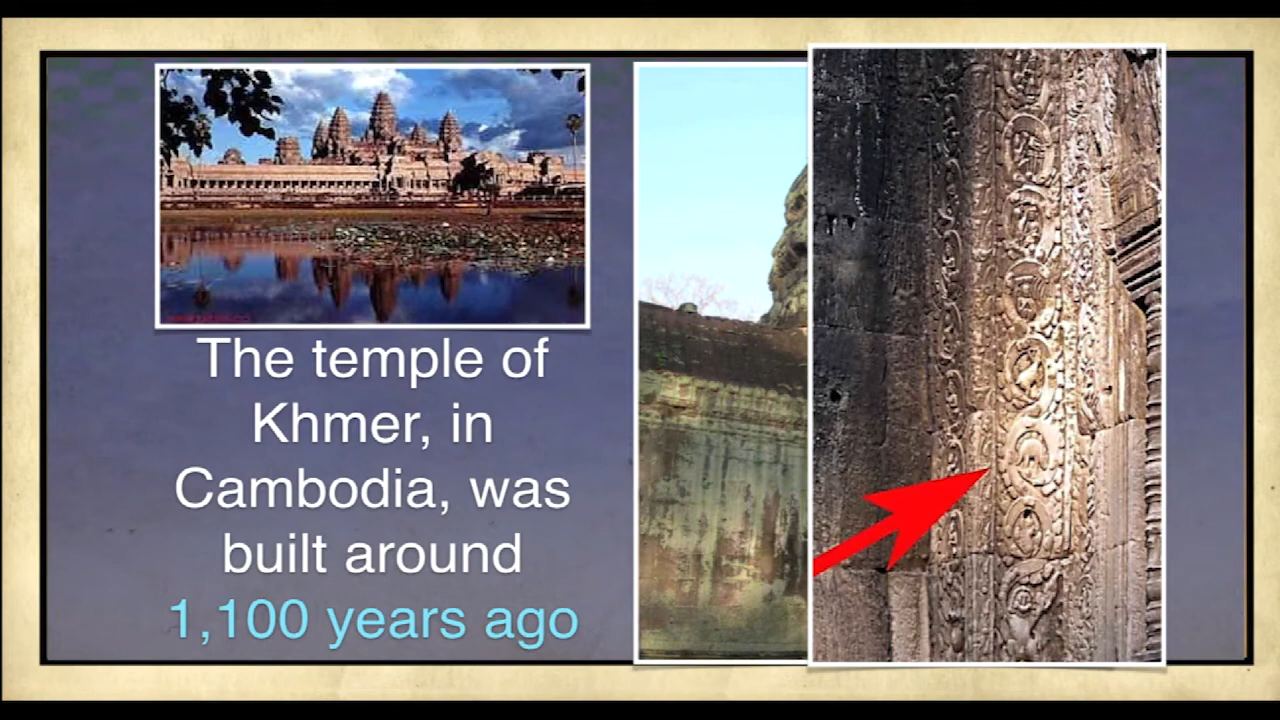 The temple of
Khmer, in
Cambodia, was
built around
1,100 years ago